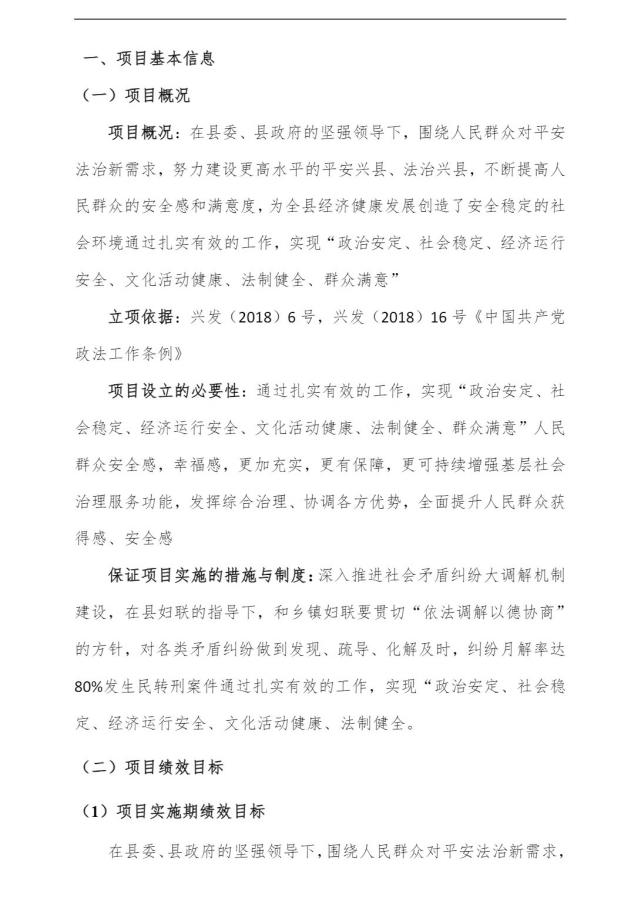 一、项目基本信息
（一）项目概况
项目概况：在县委、县政府的坚强领导下，围绕人民群众对平安
法治新需求，努力建设更高水平的平安兴县、法治兴县，不断提高人
民群众的安全感和满意度，为全县经济健康发展创造了安全稳定的社
会环境通过扎实有效的工作，实现“政治安定、社会稳定、经济运行
安全、文化活动健康、法制健全、群众满意”
立项依据：兴发（2018）6 号，兴发（2018）16 号《中国共产党
政法工作条例》
项目设立的必要性：通过扎实有效的工作，实现“政治安定、社
会稳定、经济运行安全、文化活动健康、法制健全、群众满意”人民
群众安全感，幸福感，更加充实，更有保障，更可持续增强基层社会
治理服务功能，发挥综合治理、协调各方优势，全面提升人民群众获
得感、安全感
保证项目实施的措施与制度：深入推进社会矛盾纠纷大调解机制
建设，在县妇联的指导下，和乡镇妇联要贯切“依法调解以德协商”
的方针，对各类矛盾纠纷做到发现、疏导、化解及时，纠纷月解率达
80%发生民转刑案件通过扎实有效的工作，实现“政治安定、社会稳
定、经济运行安全、文化活动健康、法制健全。
（二）项目绩效目标
（1）项目实施期绩效目标
在县委、县政府的坚强领导下，围绕人民群众对平安法治新需求，